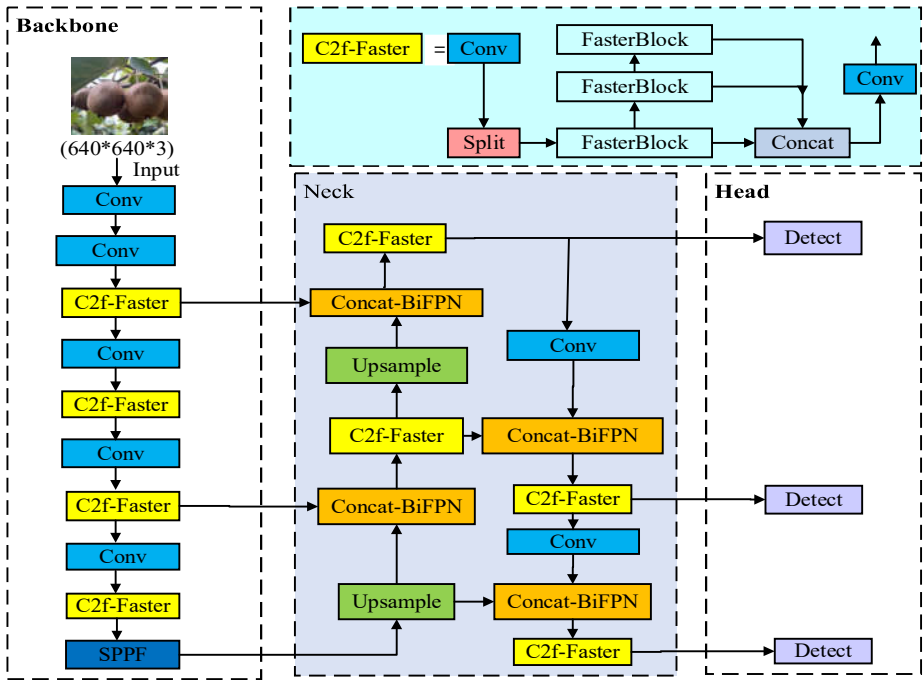 Backbone
(640*640*3)
Input
Conv
Conv
C2f-Faster
Conv
C2f-Faster
Conv
C2f-Faster
Conv
C2f-Faster
SPPF
C2f-Faster
=
Conv
Split
FasterBlock
FasterBlock
FasterBlock
Concat
Conv
Neck
C2f-Faster
Concat-BiFPN
Upsample
C2f-Faster
Concat-BiFPN
Upsample
Conv
Concat-BiFPN
C2f-Faster
Conv
Concat-BiFPN
C2f-Faster
Head
Detect
Detect
Detect